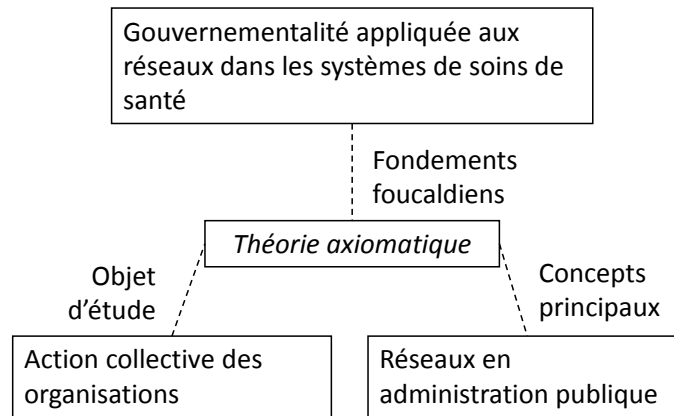 Gouvernementalité appliquée aux
réseaux dans les systèmes de soins de
santé
Fondements
foucaldiens
Théorie axiomatique
Objet
d'étude
Concepts
principaux
Action collective des
organisations
Réseaux en
administration publique